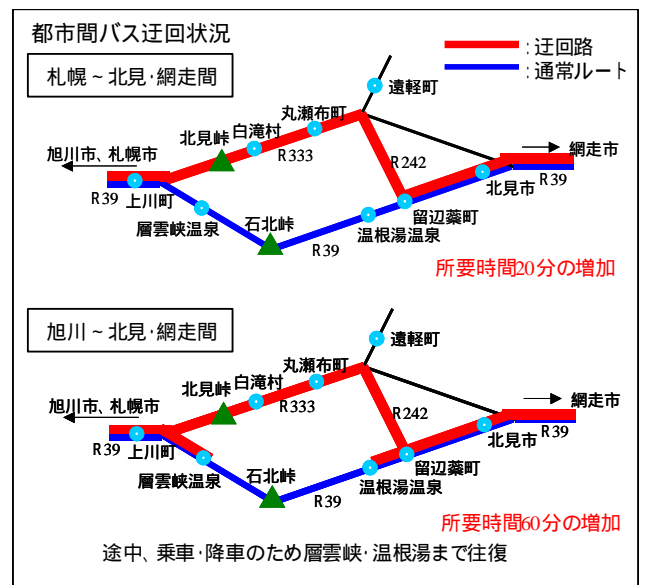 都市間バス迂回状況
:迂回路
:通常ルート
札幌~北見・網走間
遠軽町
丸瀬布町
白滝村
北見峠
R333
旭川市、札幌市
R242
網走市
R39
上川町
北見市
R39
層雲峡温泉
留辺蘂町
石北峠
温根湯温泉
R39
所要時間20分の増加
旭川~北見・網走間
遠軽町
丸瀬布町
白滝村
北見峠
R333
旭川市、札幌市
R242
網走市
R39
上川町
北見市
R39
層雲峡温泉
留辺蘂町
石北峠
温根湯温泉
R39
所要時間60分の増加
途中、乗車・降車のため層雲峡・温根湯まで往復